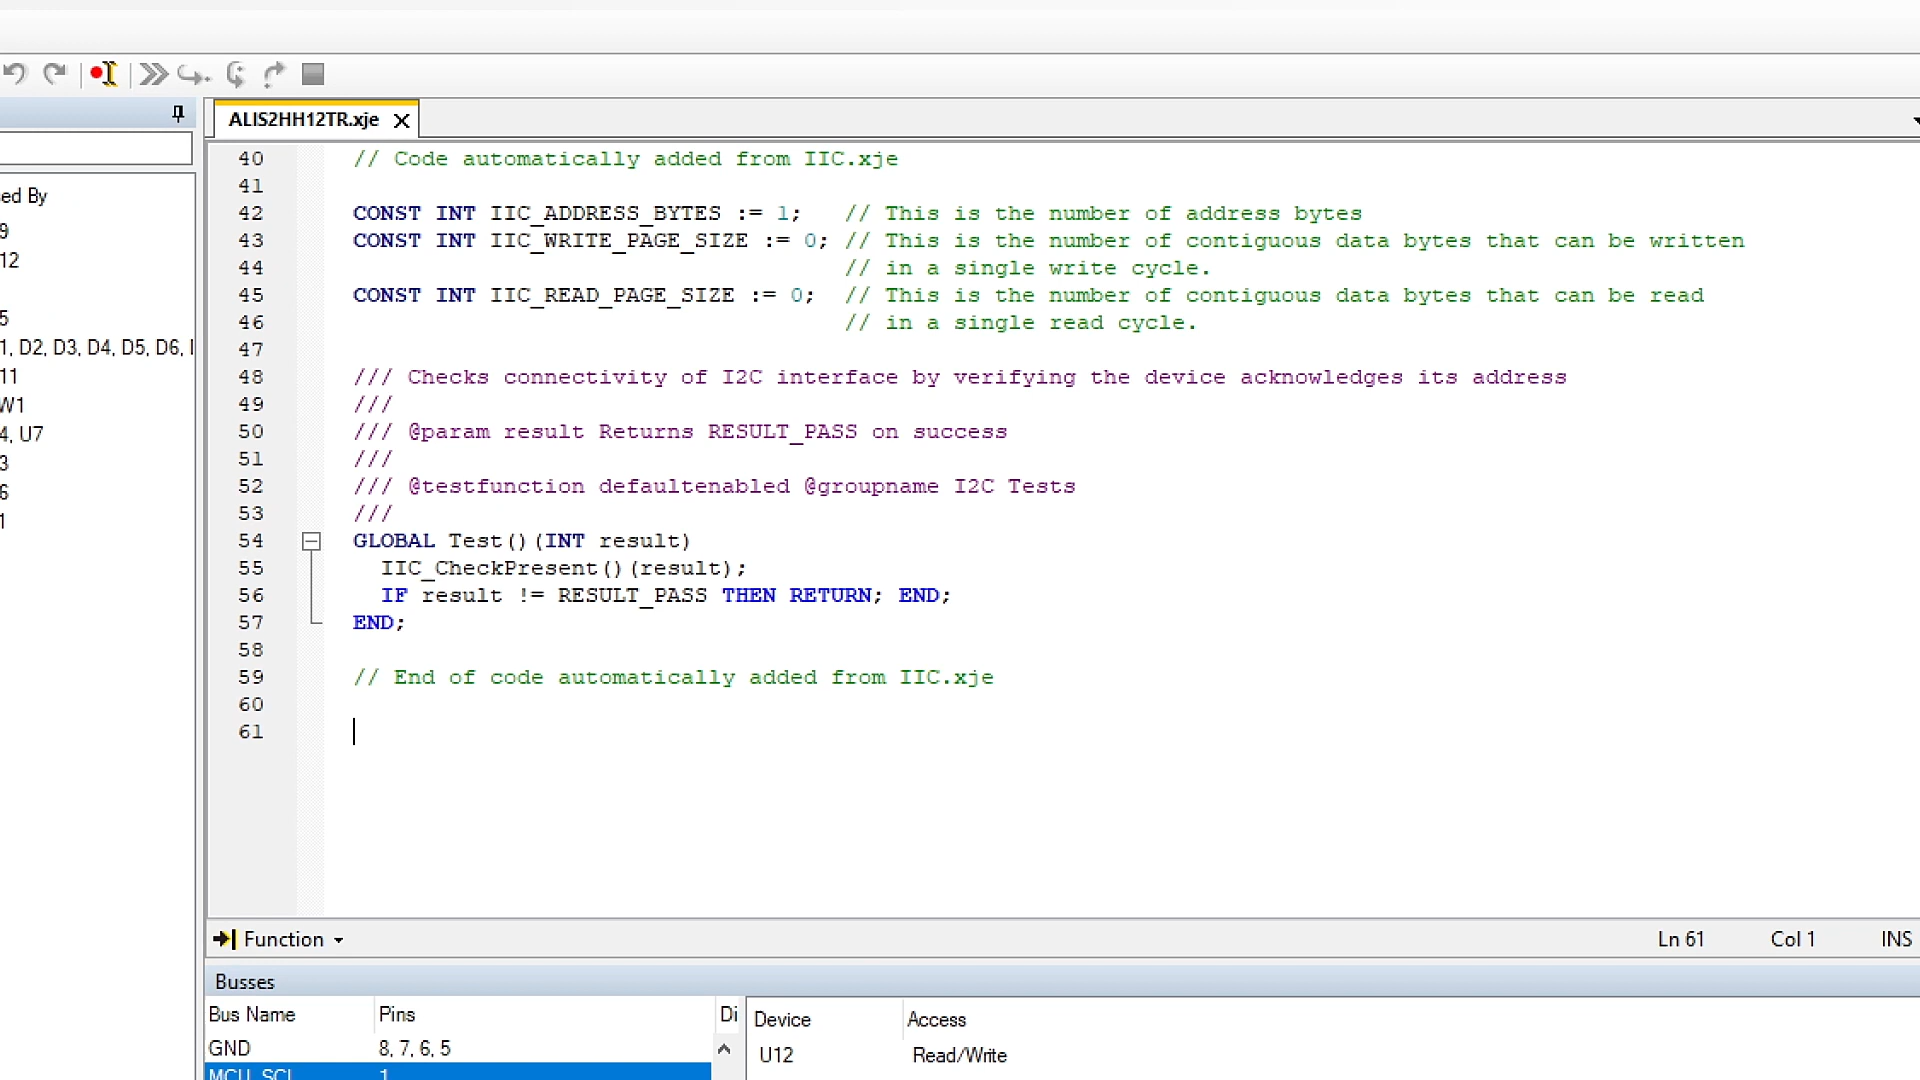 ALIS2HH12TR.xje
ed By
9
12
5
1, D2, D3, D4, D5, D6,
11
W1
4, U7
3
6
1
40 // Code automatically added from IIC.xje
41
42 CONST INT IIC_ADDRESS_BYTES := 1; // This is the number of address bytes
43 CONST INT IIC_WRITE_PAGE_SIZE := 0; // This is the number of contiguous data bytes that can be written
44 // in a single write cycle.
45 CONST INT IIC_READ_PAGE_SIZE := 0; // This is the number of contiguous data bytes that can be read
46 // in a single read cycle.
47
48 /// Checks connectivity of I2C interface by verifying the device acknowledges its address
49 ///
50 /// @param result Returns RESULT_PASS on success
51 ///
52 /// @testfunction defaultenabled @groupname I2C Tests
53 ///
54 GLOBAL Test()(INT result)
55 IIC_CheckPresent()(result);
56 IF result != RESULT_PASS THEN RETURN; END;
57 END;
58
59 // End of code automatically added from IIC.xje
60
61
Function
Ln 61 Col 1 INS
Busses
Bus Name Pins Di
GND 8, 7, 6, 5
MCU_SCL 1
Device Access
U12 Read/Write